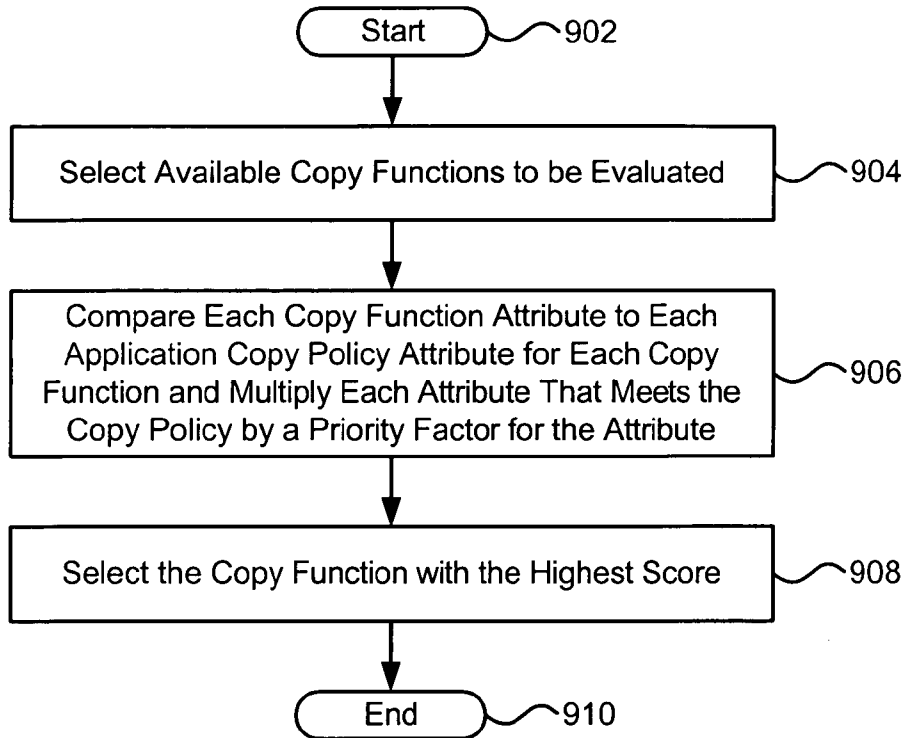 Start
902
Select Available Copy Functions to be Evaluated
904
Compare Each Copy Function Attribute to Each
Application Copy Policy Attribute for Each Copy
Function and Multiply Each Attribute That Meets the
Copy Policy by a Priority Factor for the Attribute
906
Select the Copy Function with the Highest Score
908
End
910